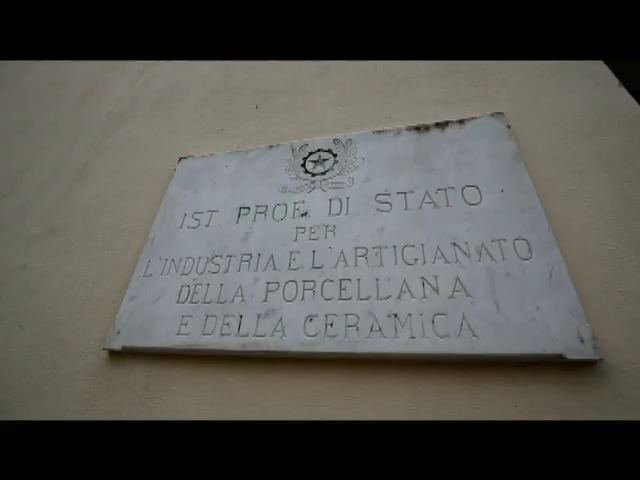 IST. PROF. DI STATO
PER
L'INDUSTRIA E L'ARTIGIANATO
DELLA PORCELLANA
E DELLA CERAMICA